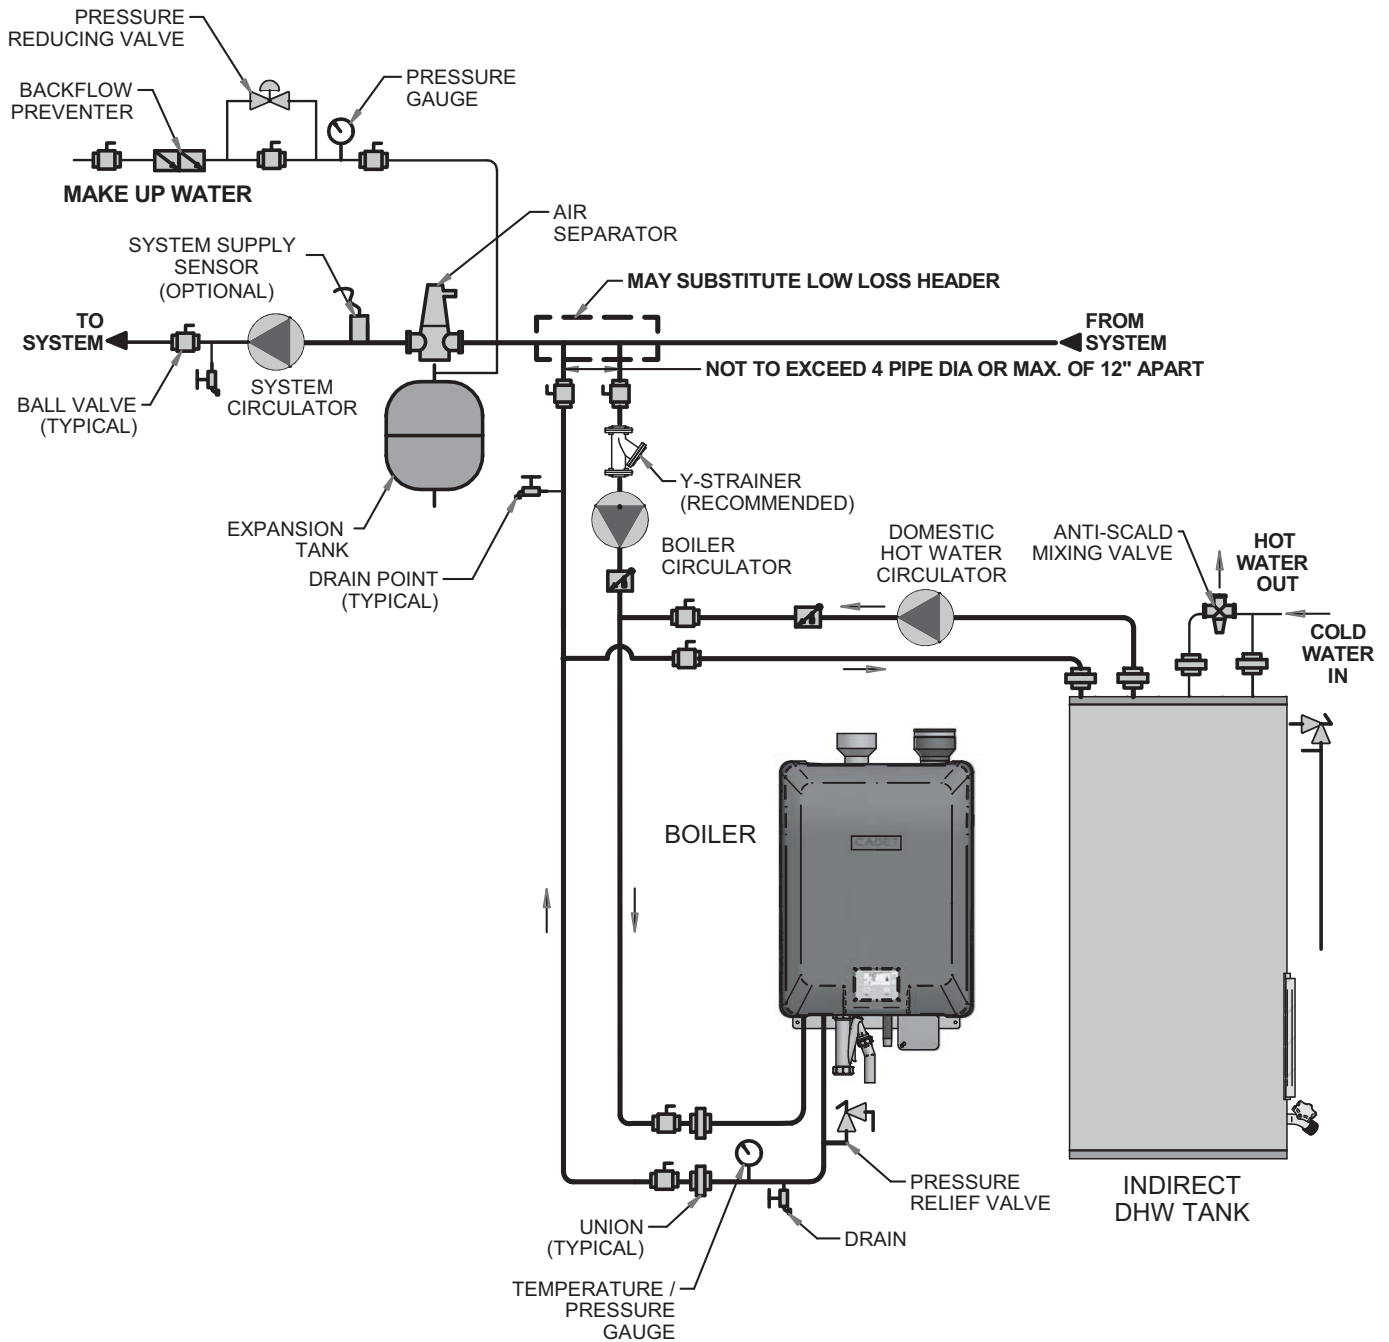 PRESSURE
REDUCING VALVE
BACKFLOW
PREVENTER
PRESSURE
GAUGE
MAKE UP WATER
AIR
SEPARATOR
SYSTEM SUPPLY
SENSOR
(OPTIONAL)
MAY SUBSTITUTE LOW LOSS HEADER
TO
SYSTEM
FROM
SYSTEM
NOT TO EXCEED 4 PIPE DIA OR MAX. OF 12" APART
SYSTEM
CIRCULATOR
BALL VALVE
(TYPICAL)
Y-STRAINER
(RECOMMENDED)
EXPANSION
TANK
DRAIN POINT
(TYPICAL)
BOILER
CIRCULATOR
DOMESTIC
HOT WATER
CIRCULATOR
ANTI-SCALD
MIXING VALVE
HOT
WATER
OUT
COLD
WATER
IN
BOILER
CADET
PRESSURE
RELIEF VALVE
INDIRECT
DHW TANK
UNION
(TYPICAL)
DRAIN
TEMPERATURE /
PRESSURE
GAUGE